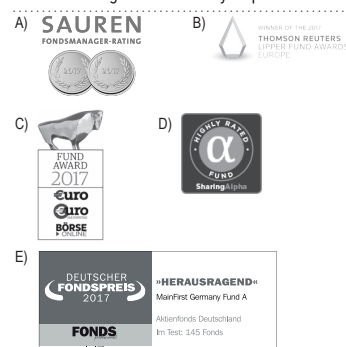 A)
SAUREN
FONDSMANAGER-RATING
2017
2017
B)
WINNER OF THE 2017
THOMSON REUTERS
LIPPER FUND AWARDS
EUROPE
C)
FUND
AWARD
2017
€uro
€uro
BÖRSE
ONLINE
D)
HIGHLY RATED
α
FUND
SharingAlpha
E)
DEUTSCHER
FONDSPREIS
2017
FONDS
»HERAUSRAGEND«
MainFirst Germany Fund A
Aktienfonds Deutschland
Im Test: 145 Fonds